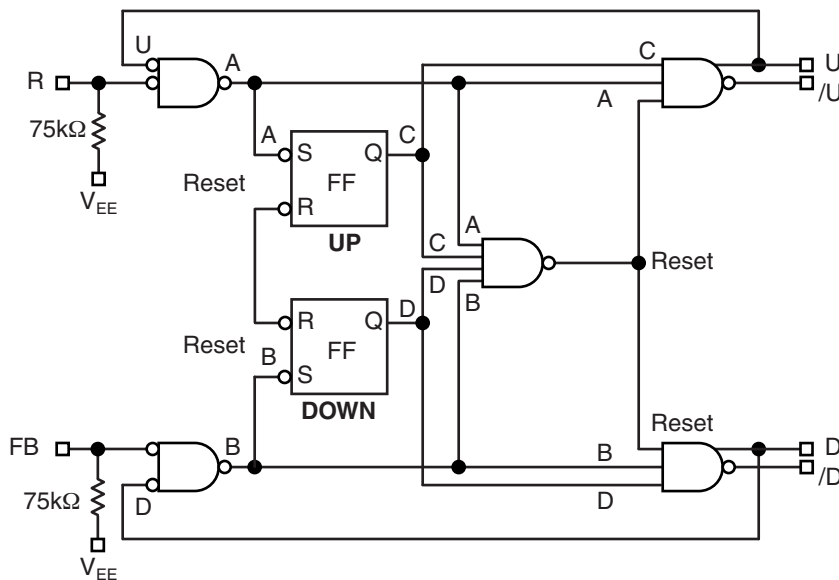 U
A
C
U
R
A
/U
75kΩ
A
C
S
Q
Reset
FF
V_EE
R
A
UP
C
Reset
D
B
R
Q
D
Reset
FF
B
S
DOWN
Reset
FB
B
B
D
/D
75kΩ
D
D
V_EE